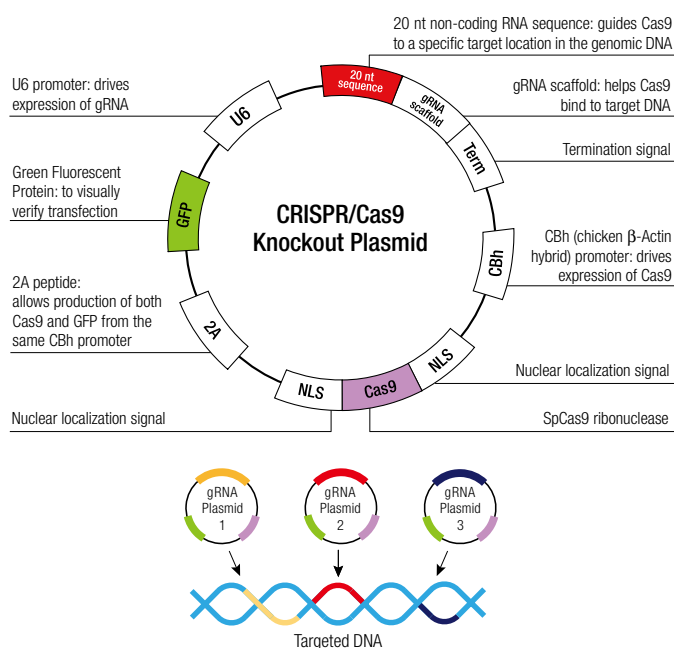 20 nt non-coding RNA sequence: guides Cas9
to a specific target location in the genomic DNA
U6 promoter: drives
expression of gRNA
gRNA scaffold: helps Cas9
bind to target DNA
Termination signal
Green Fluorescent
Protein: to visually
verify transfection
CBh (chicken β-Actin
hybrid) promoter: drives
expression of Cas9
2A peptide:
allows production of both
Cas9 and GFP from the
same CBh promoter
Nuclear localization signal
Nuclear localization signal
SpCas9 ribonuclease
20 nt
sequence
gRNA
scaffold
Term
CBh
NLS
Cas9
NLS
2A
GFP
U6
CRISPR/Cas9
Knockout Plasmid
gRNA
Plasmid
1
gRNA
Plasmid
2
gRNA
Plasmid
3
Targeted DNA